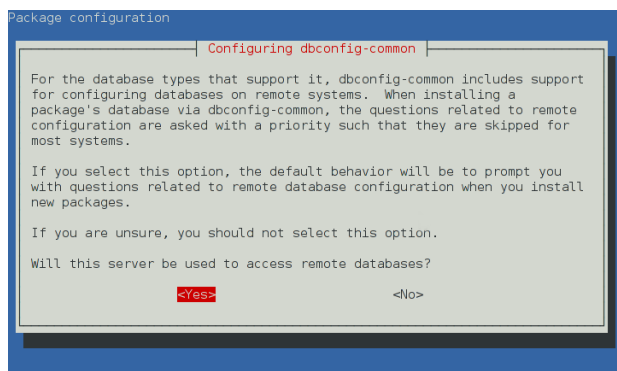 Package configuration
Configuring dbconfig-common
For the database types that support it, dbconfig-common includes support
for configuring databases on remote systems.  When installing a
package's database via dbconfig-common, the questions related to remote
configuration are asked with a priority such that they are skipped for
most systems.
If you select this option, the default behavior will be to prompt you
with questions related to remote database configuration when you install
new packages.
If you are unsure, you should not select this option.
Will this server be used to access remote databases?
<Yes> <No>